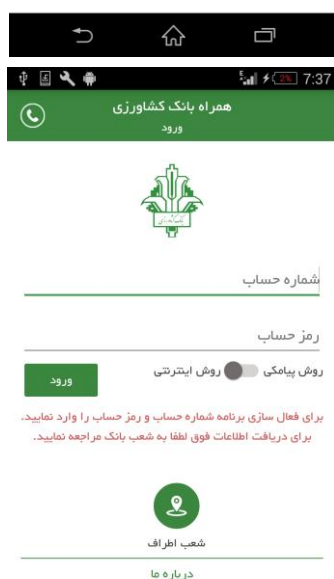 2% 7:37
همراه بانک کشاورزی
ورود
شماره حساب
رمز حساب
روش پیامکی روش اینترنتی
ورود
برای فعال سازی برنامه شماره حساب و رمز حساب را وارد نمایید.
برای دریافت اطلاعات فوق لطفا به شعب بانک مراجعه نمایید.
شعب اطراف
درباره ما